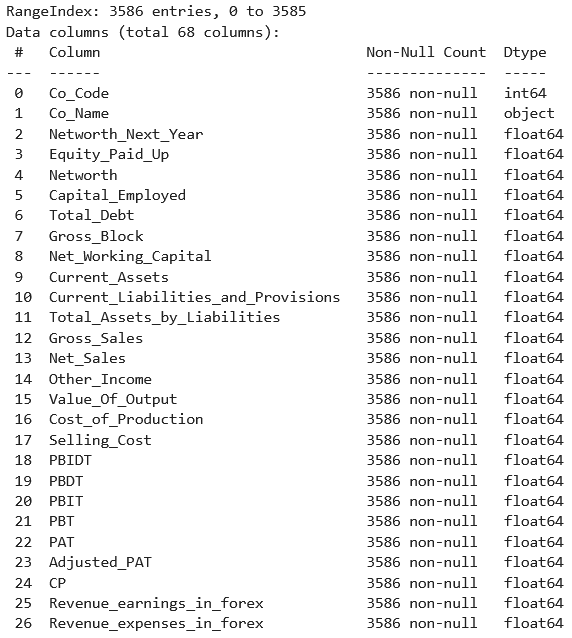 RangeIndex: 3586 entries, 0 to 3585
Data columns (total 68 columns):
#   Column                              Non-Null Count  Dtype
---  ------                              --------------  -----
0   Co_Code                             3586 non-null   int64
1   Co_Name                             3586 non-null   object
2   Networth_Next_Year                  3586 non-null   float64
3   Equity_Paid_Up                      3586 non-null   float64
4   Networth                            3586 non-null   float64
5   Capital_Employed                    3586 non-null   float64
6   Total_Debt                          3586 non-null   float64
7   Gross_Block                         3586 non-null   float64
8   Net_Working_Capital                 3586 non-null   float64
9   Current_Assets                      3586 non-null   float64
10  Current_Liabilities_and_Provisions  3586 non-null   float64
11  Total_Assets_by_Liabilities         3586 non-null   float64
12  Gross_Sales                         3586 non-null   float64
13  Net_Sales                           3586 non-null   float64
14  Other_Income                        3586 non-null   float64
15  Value_Of_Output                     3586 non-null   float64
16  Cost_of_Production                  3586 non-null   float64
17  Selling_Cost                        3586 non-null   float64
18  PBIDT                               3586 non-null   float64
19  PBDT                                3586 non-null   float64
20  PBIT                                3586 non-null   float64
21  PBT                                 3586 non-null   float64
22  PAT                                 3586 non-null   float64
23  Adjusted_PAT                        3586 non-null   float64
24  CP                                  3586 non-null   float64
25  Revenue_earnings_in_forex           3586 non-null   float64
26  Revenue_expenses_in_forex           3586 non-null   float64